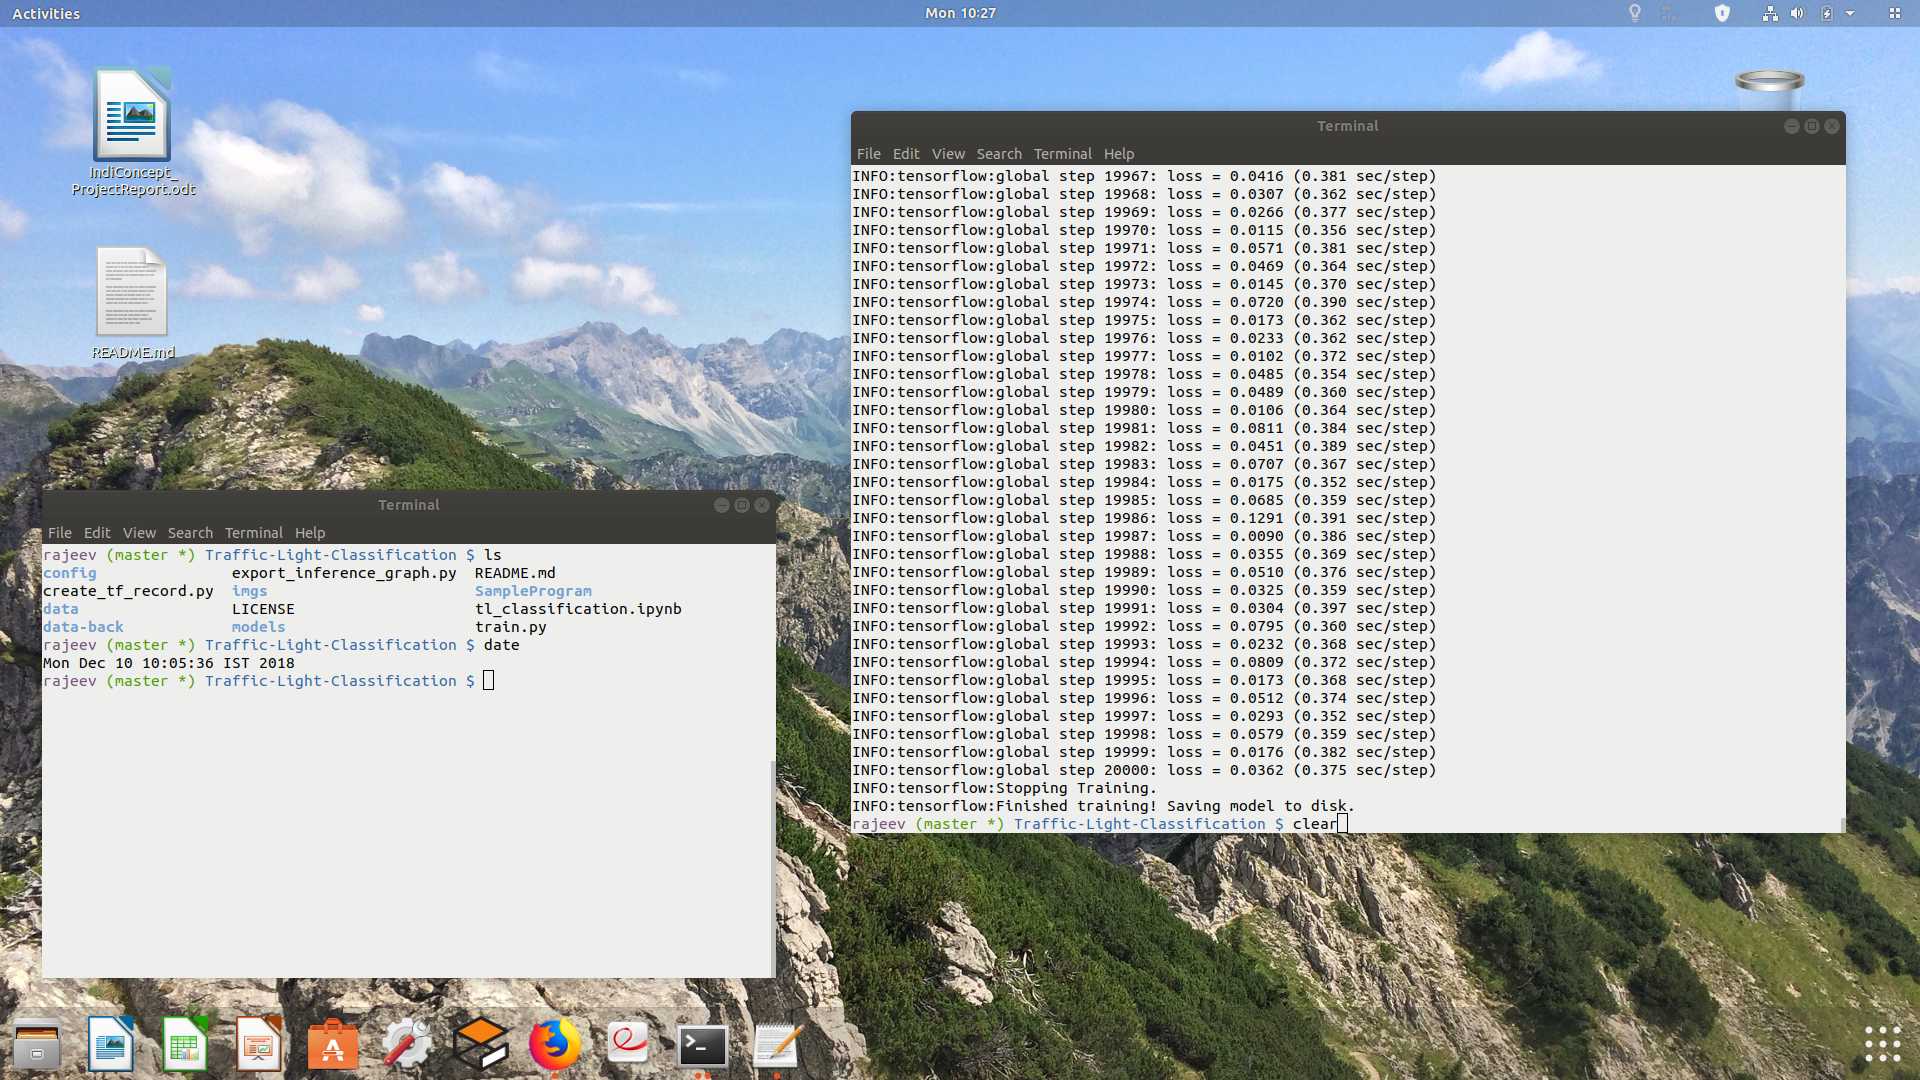 Activities
Mon 10:27
IndiConcept_
ProjectReport.odt
README.md
Terminal
File Edit View Search Terminal Help
rajeev (master *) Traffic-Light-Classification $ ls
config export_inference_graph.py README.md
create_tf_record.py imgs SampleProgram
data LICENSE tl_classification.ipynb
data-back models train.py
rajeev (master *) Traffic-Light-Classification $ date
Mon Dec 10 10:05:36 IST 2018
rajeev (master *) Traffic-Light-Classification $
Terminal
File Edit View Search Terminal Help
INFO:tensorflow:global step 19967: loss = 0.0416 (0.381 sec/step)
INFO:tensorflow:global step 19968: loss = 0.0307 (0.362 sec/step)
INFO:tensorflow:global step 19969: loss = 0.0266 (0.377 sec/step)
INFO:tensorflow:global step 19970: loss = 0.0115 (0.356 sec/step)
INFO:tensorflow:global step 19971: loss = 0.0571 (0.381 sec/step)
INFO:tensorflow:global step 19972: loss = 0.0469 (0.364 sec/step)
INFO:tensorflow:global step 19973: loss = 0.0145 (0.370 sec/step)
INFO:tensorflow:global step 19974: loss = 0.0720 (0.390 sec/step)
INFO:tensorflow:global step 19975: loss = 0.0173 (0.362 sec/step)
INFO:tensorflow:global step 19976: loss = 0.0233 (0.362 sec/step)
INFO:tensorflow:global step 19977: loss = 0.0102 (0.372 sec/step)
INFO:tensorflow:global step 19978: loss = 0.0485 (0.354 sec/step)
INFO:tensorflow:global step 19979: loss = 0.0489 (0.360 sec/step)
INFO:tensorflow:global step 19980: loss = 0.0106 (0.364 sec/step)
INFO:tensorflow:global step 19981: loss = 0.0811 (0.384 sec/step)
INFO:tensorflow:global step 19982: loss = 0.0451 (0.389 sec/step)
INFO:tensorflow:global step 19983: loss = 0.0707 (0.367 sec/step)
INFO:tensorflow:global step 19984: loss = 0.0175 (0.352 sec/step)
INFO:tensorflow:global step 19985: loss = 0.0685 (0.359 sec/step)
INFO:tensorflow:global step 19986: loss = 0.1291 (0.391 sec/step)
INFO:tensorflow:global step 19987: loss = 0.0090 (0.386 sec/step)
INFO:tensorflow:global step 19988: loss = 0.0355 (0.369 sec/step)
INFO:tensorflow:global step 19989: loss = 0.0510 (0.376 sec/step)
INFO:tensorflow:global step 19990: loss = 0.0325 (0.359 sec/step)
INFO:tensorflow:global step 19991: loss = 0.0304 (0.397 sec/step)
INFO:tensorflow:global step 19992: loss = 0.0795 (0.360 sec/step)
INFO:tensorflow:global step 19993: loss = 0.0232 (0.368 sec/step)
INFO:tensorflow:global step 19994: loss = 0.0809 (0.372 sec/step)
INFO:tensorflow:global step 19995: loss = 0.0173 (0.368 sec/step)
INFO:tensorflow:global step 19996: loss = 0.0512 (0.374 sec/step)
INFO:tensorflow:global step 19997: loss = 0.0293 (0.352 sec/step)
INFO:tensorflow:global step 19998: loss = 0.0579 (0.359 sec/step)
INFO:tensorflow:global step 19999: loss = 0.0176 (0.382 sec/step)
INFO:tensorflow:global step 20000: loss = 0.0362 (0.375 sec/step)
INFO:tensorflow:Stopping Training.
INFO:tensorflow:Finished training! Saving model to disk.
rajeev (master *) Traffic-Light-Classification $ clear